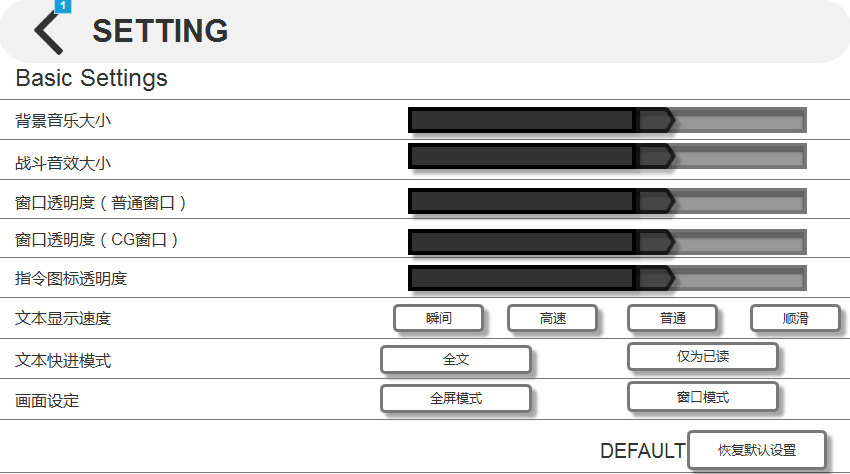 1
SETTING
Basic Settings
背景音乐大小
战斗音效大小
窗口透明度（普通窗口）
窗口透明度（CG窗口）
指令图标透明度
文本显示速度 瞬间 高速 普通 顺滑
文本快进模式 全文 仅为已读
画面设定 全屏模式 窗口模式
DEFAULT 恢复默认设置